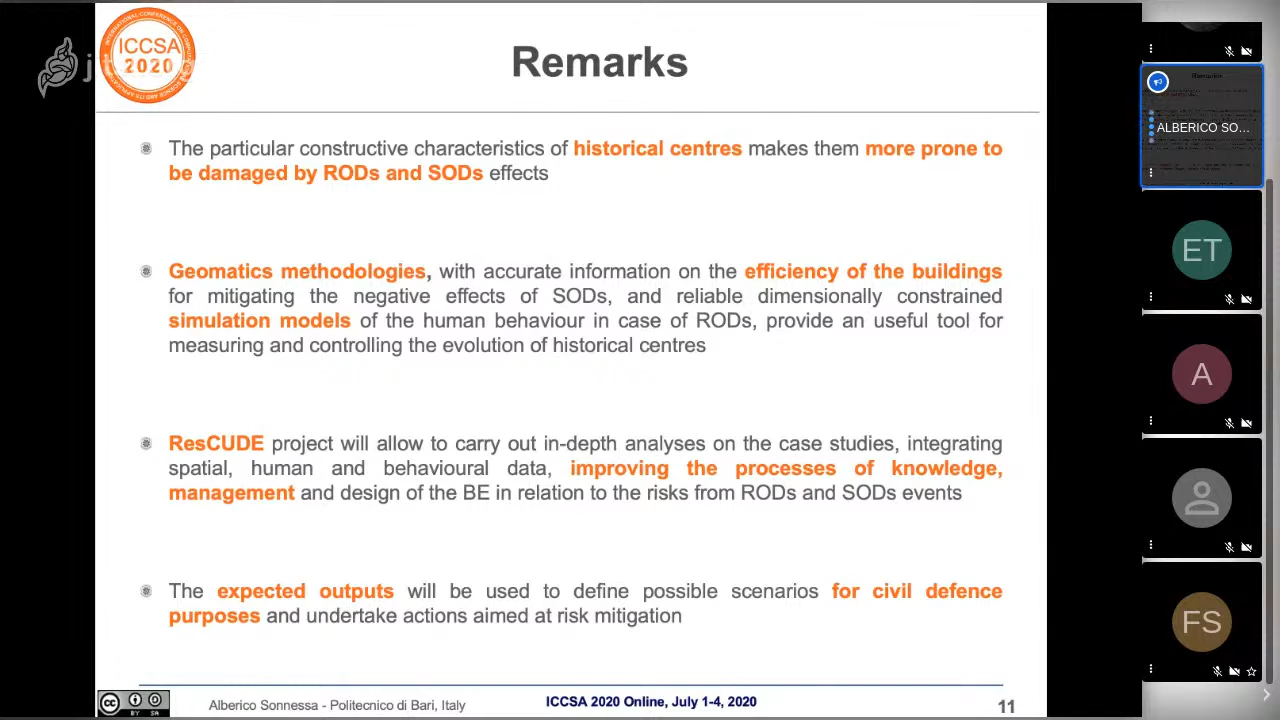 ICCSA
2020
Remarks
The particular constructive characteristics of historical centres makes them more prone to
be damaged by RODs and SODs effects
Geomatics methodologies, with accurate information on the efficiency of the buildings
for mitigating the negative effects of SODs, and reliable dimensionally constrained
simulation models of the human behaviour in case of RODs, provide an useful tool for
measuring and controlling the evolution of historical centres
ResCUDE project will allow to carry out in-depth analyses on the case studies, integrating
spatial, human and behavioural data, improving the processes of knowledge,
management and design of the BE in relation to the risks from RODs and SODs events
The expected outputs will be used to define possible scenarios for civil defence
purposes and undertake actions aimed at risk mitigation
cc
BY SA
Alberico Sonnessa - Politecnico di Bari, Italy
ICCSA 2020 Online, July 1-4, 2020
11
ALBERICO SO...
ET
A
FS